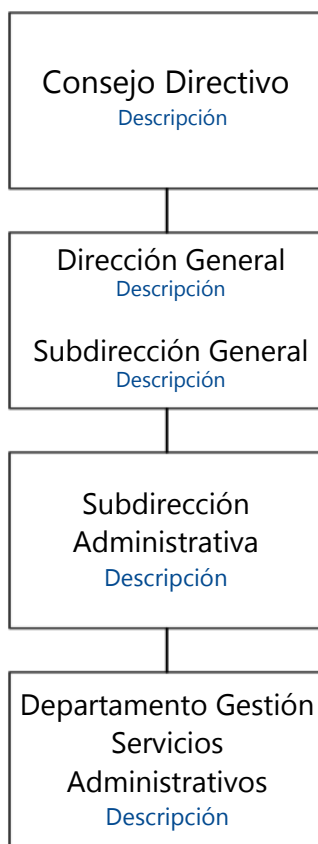 Consejo Directivo
Descripción
Dirección General
Descripción
Subdirección General
Descripción
Subdirección
Administrativa
Descripción
Departamento Gestión
Servicios
Administrativos
Descripción